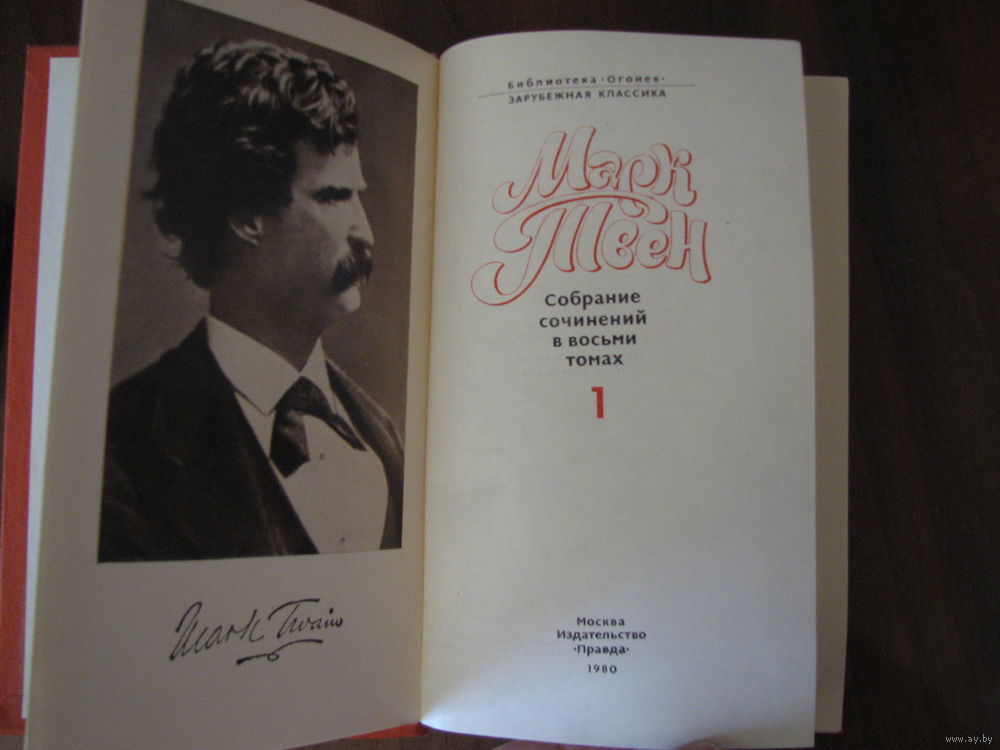 Mark Twain
Библиотека «Огонек»
ЗАРУБЕЖНАЯ КЛАССИКА
Марк
Твен
Собрание
сочинений
в восьми
томах
1
Москва
Издательство
«Правда»
1980
www.ay.by